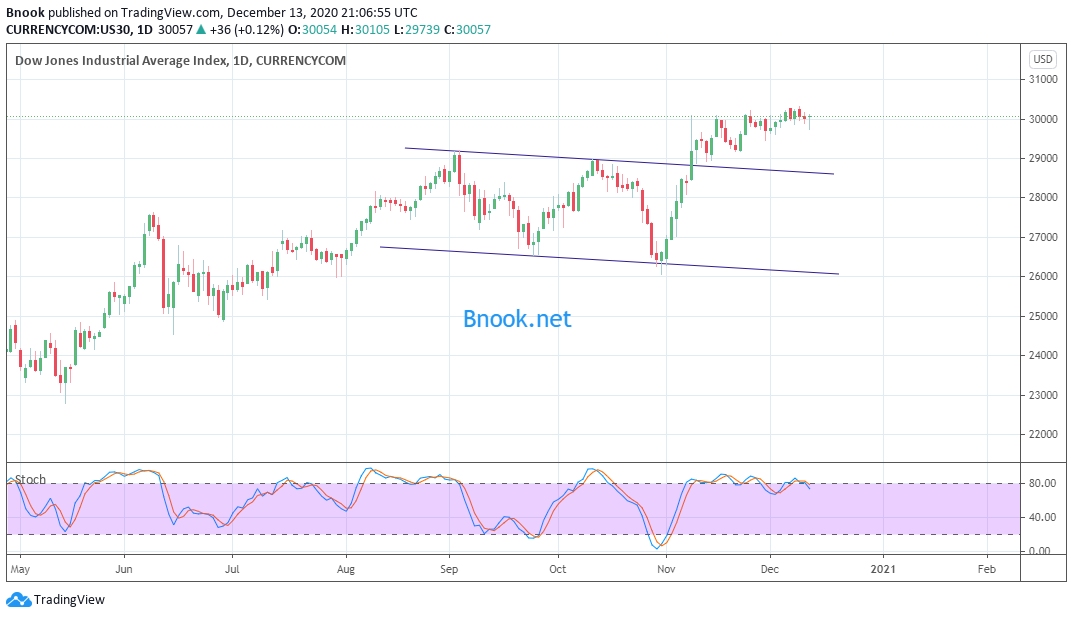 Bnook published on TradingView.com, December 13, 2020 21:06:55 UTC
CURRENCYCOM:US30, 1D 30057 ▲ +36 (+0.12%) O:30054 H:30105 L:29739 C:30057
Dow Jones Industrial Average Index, 1D, CURRENCYCOM
USD
31000
30000
29000
28000
27000
26000
25000
24000
23000
22000
Bnook.net
Stoch
80.00
40.00
0.00
May Jun Jul Aug Sep Oct Nov Dec 2021 Feb
TradingView